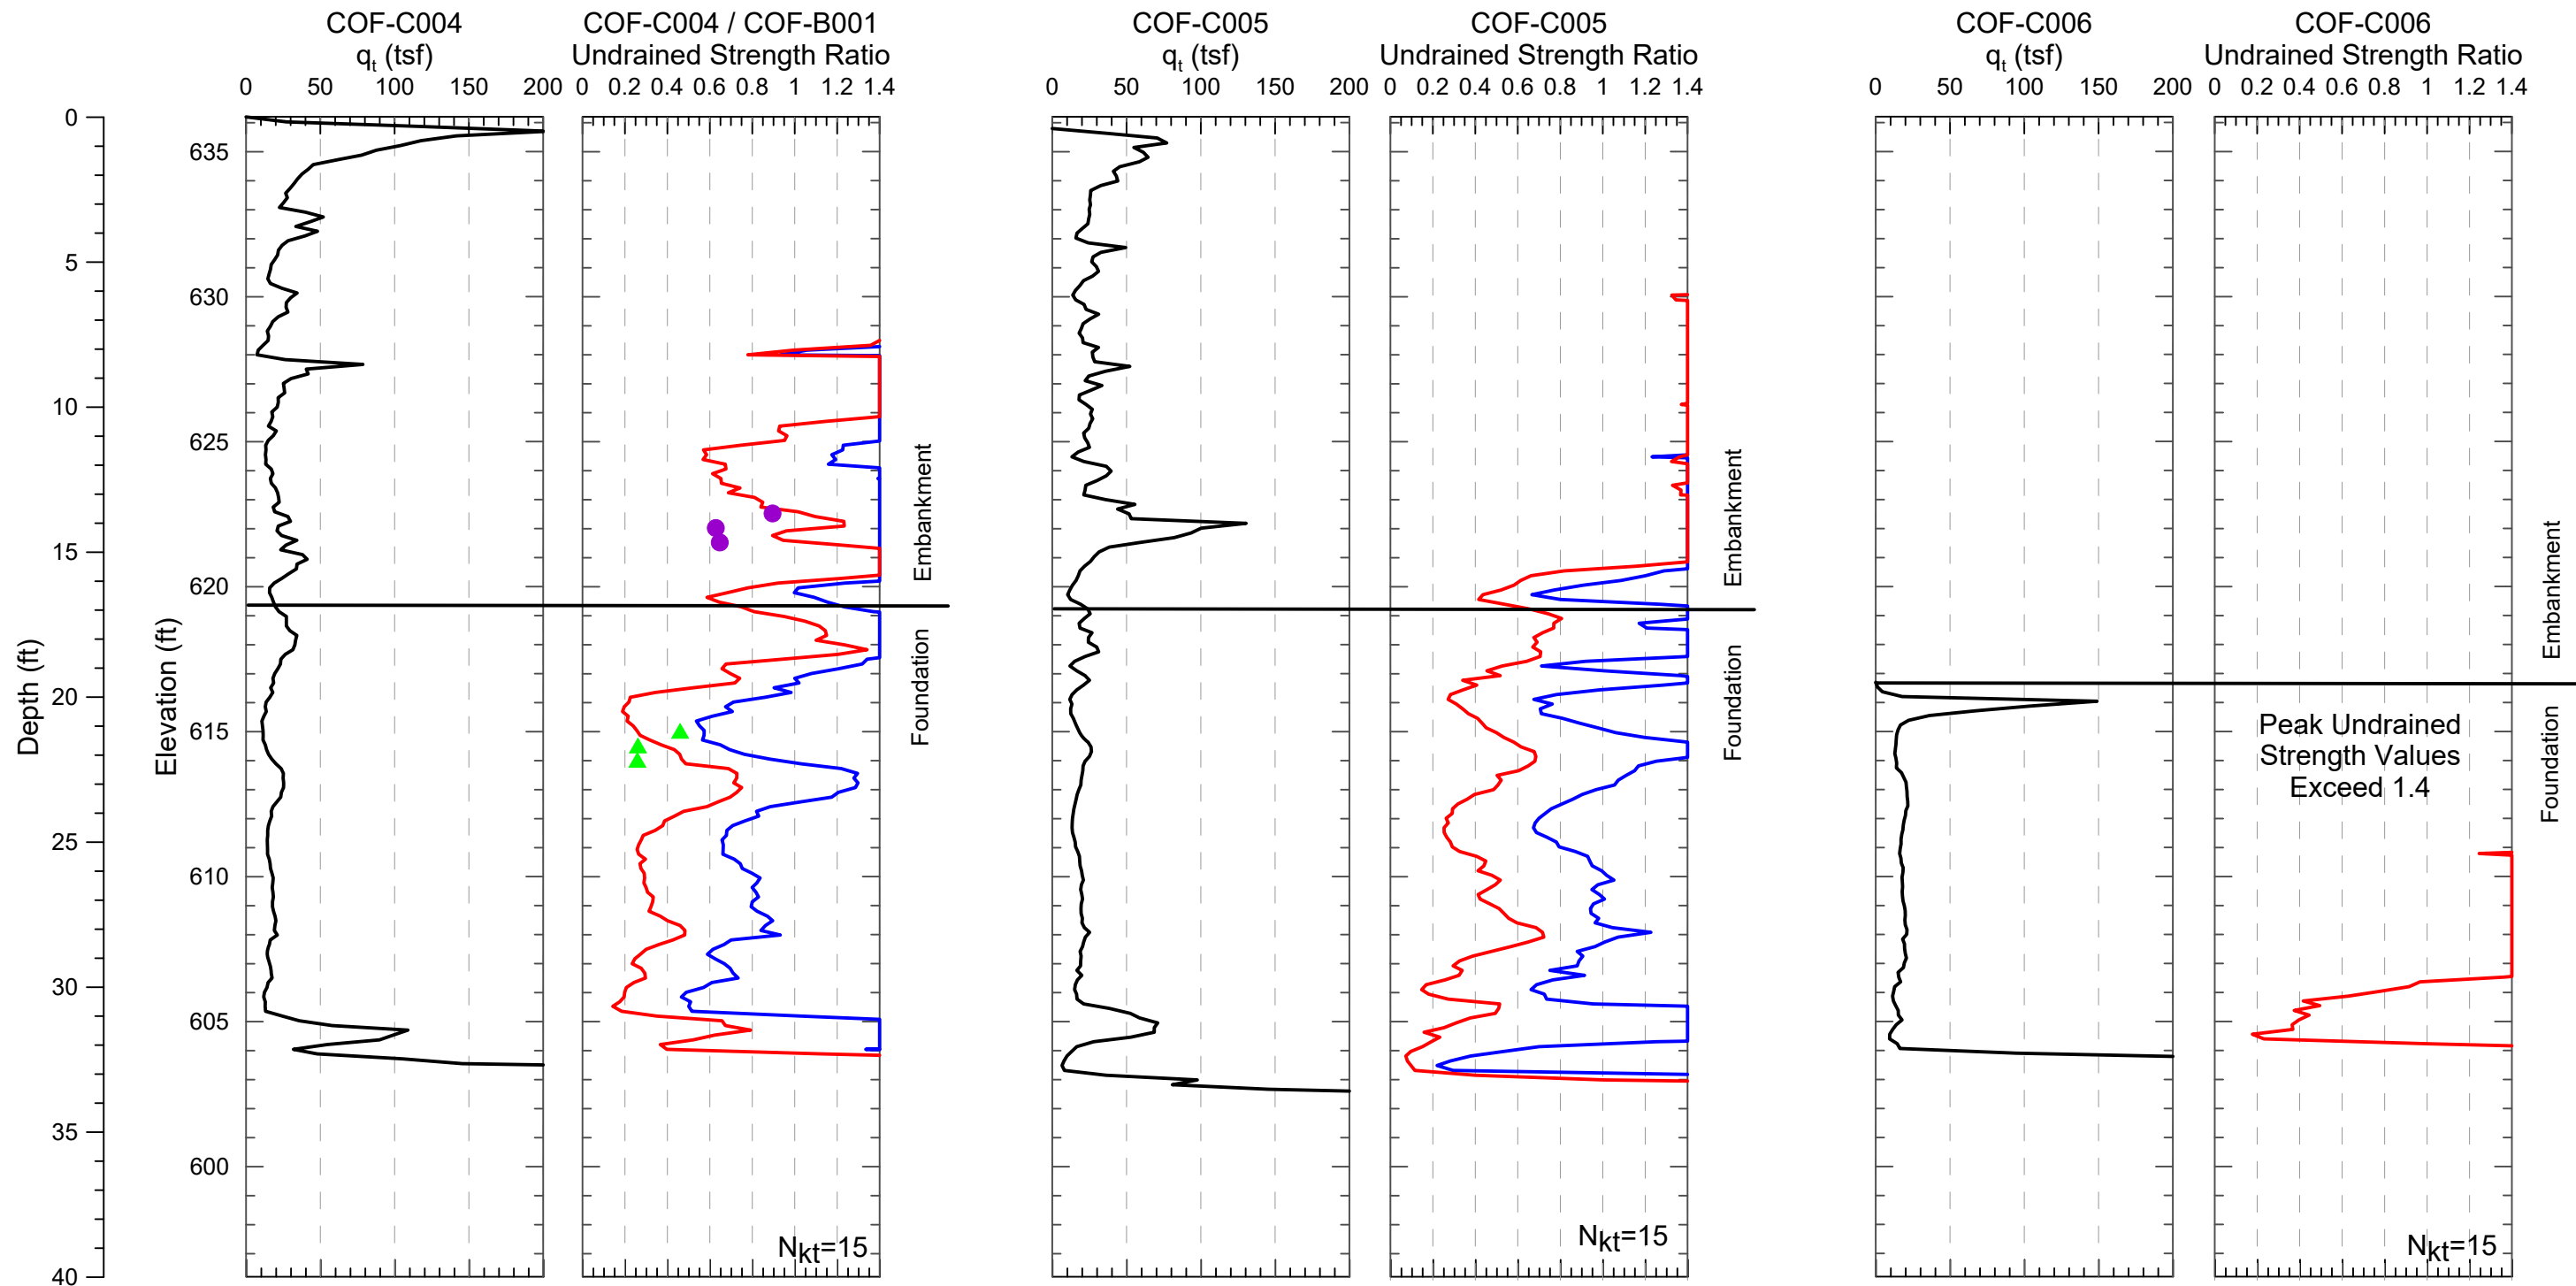 COF-C004
qt (tsf)
0 50 100 150 200
COF-C004 / COF-B001
Undrained Strength Ratio
0 0.2 0.4 0.6 0.8 1 1.2 1.4
COF-C005
qt (tsf)
0 50 100 150 200
COF-C005
Undrained Strength Ratio
0 0.2 0.4 0.6 0.8 1 1.2 1.4
COF-C006
qt (tsf)
0 50 100 150 200
COF-C006
Undrained Strength Ratio
0 0.2 0.4 0.6 0.8 1 1.2 1.4
Depth (ft)
0
5
10
15
20
25
30
35
40
Elevation (ft)
635
630
625
620
615
610
605
600
Embankment
Foundation
Nkt=15
Embankment
Foundation
Nkt=15
Peak Undrained
Strength Values
Exceed 1.4
Embankment
Foundation
Nkt=15